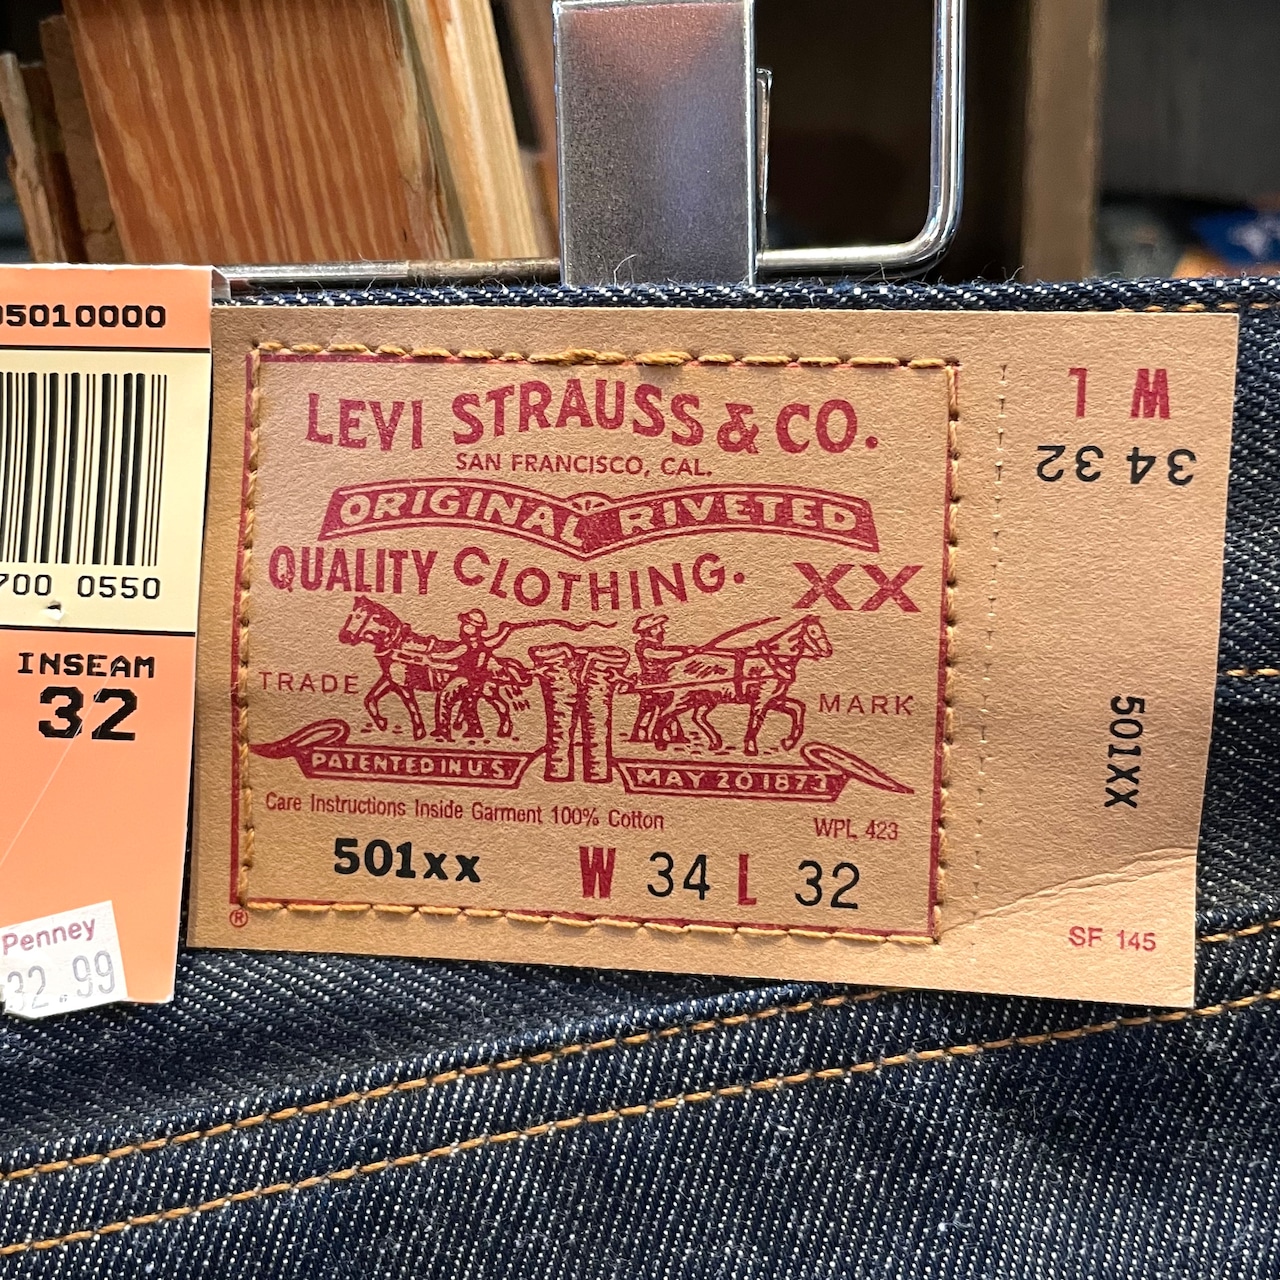 05010000
700 0550
INSEAM
32
Penney
32.99
LEVI STRAUSS & CO.
SAN FRANCISCO, CAL.
ORIGINAL RIVETED
QUALITY CLOTHING. XX
TRADE MARK
PATENTED IN U.S MAY 20 1873
Care Instructions Inside Garment 100% Cotton WPL 423
501xx W 34 L 32
®
W L
34 32
501XX
SF 145